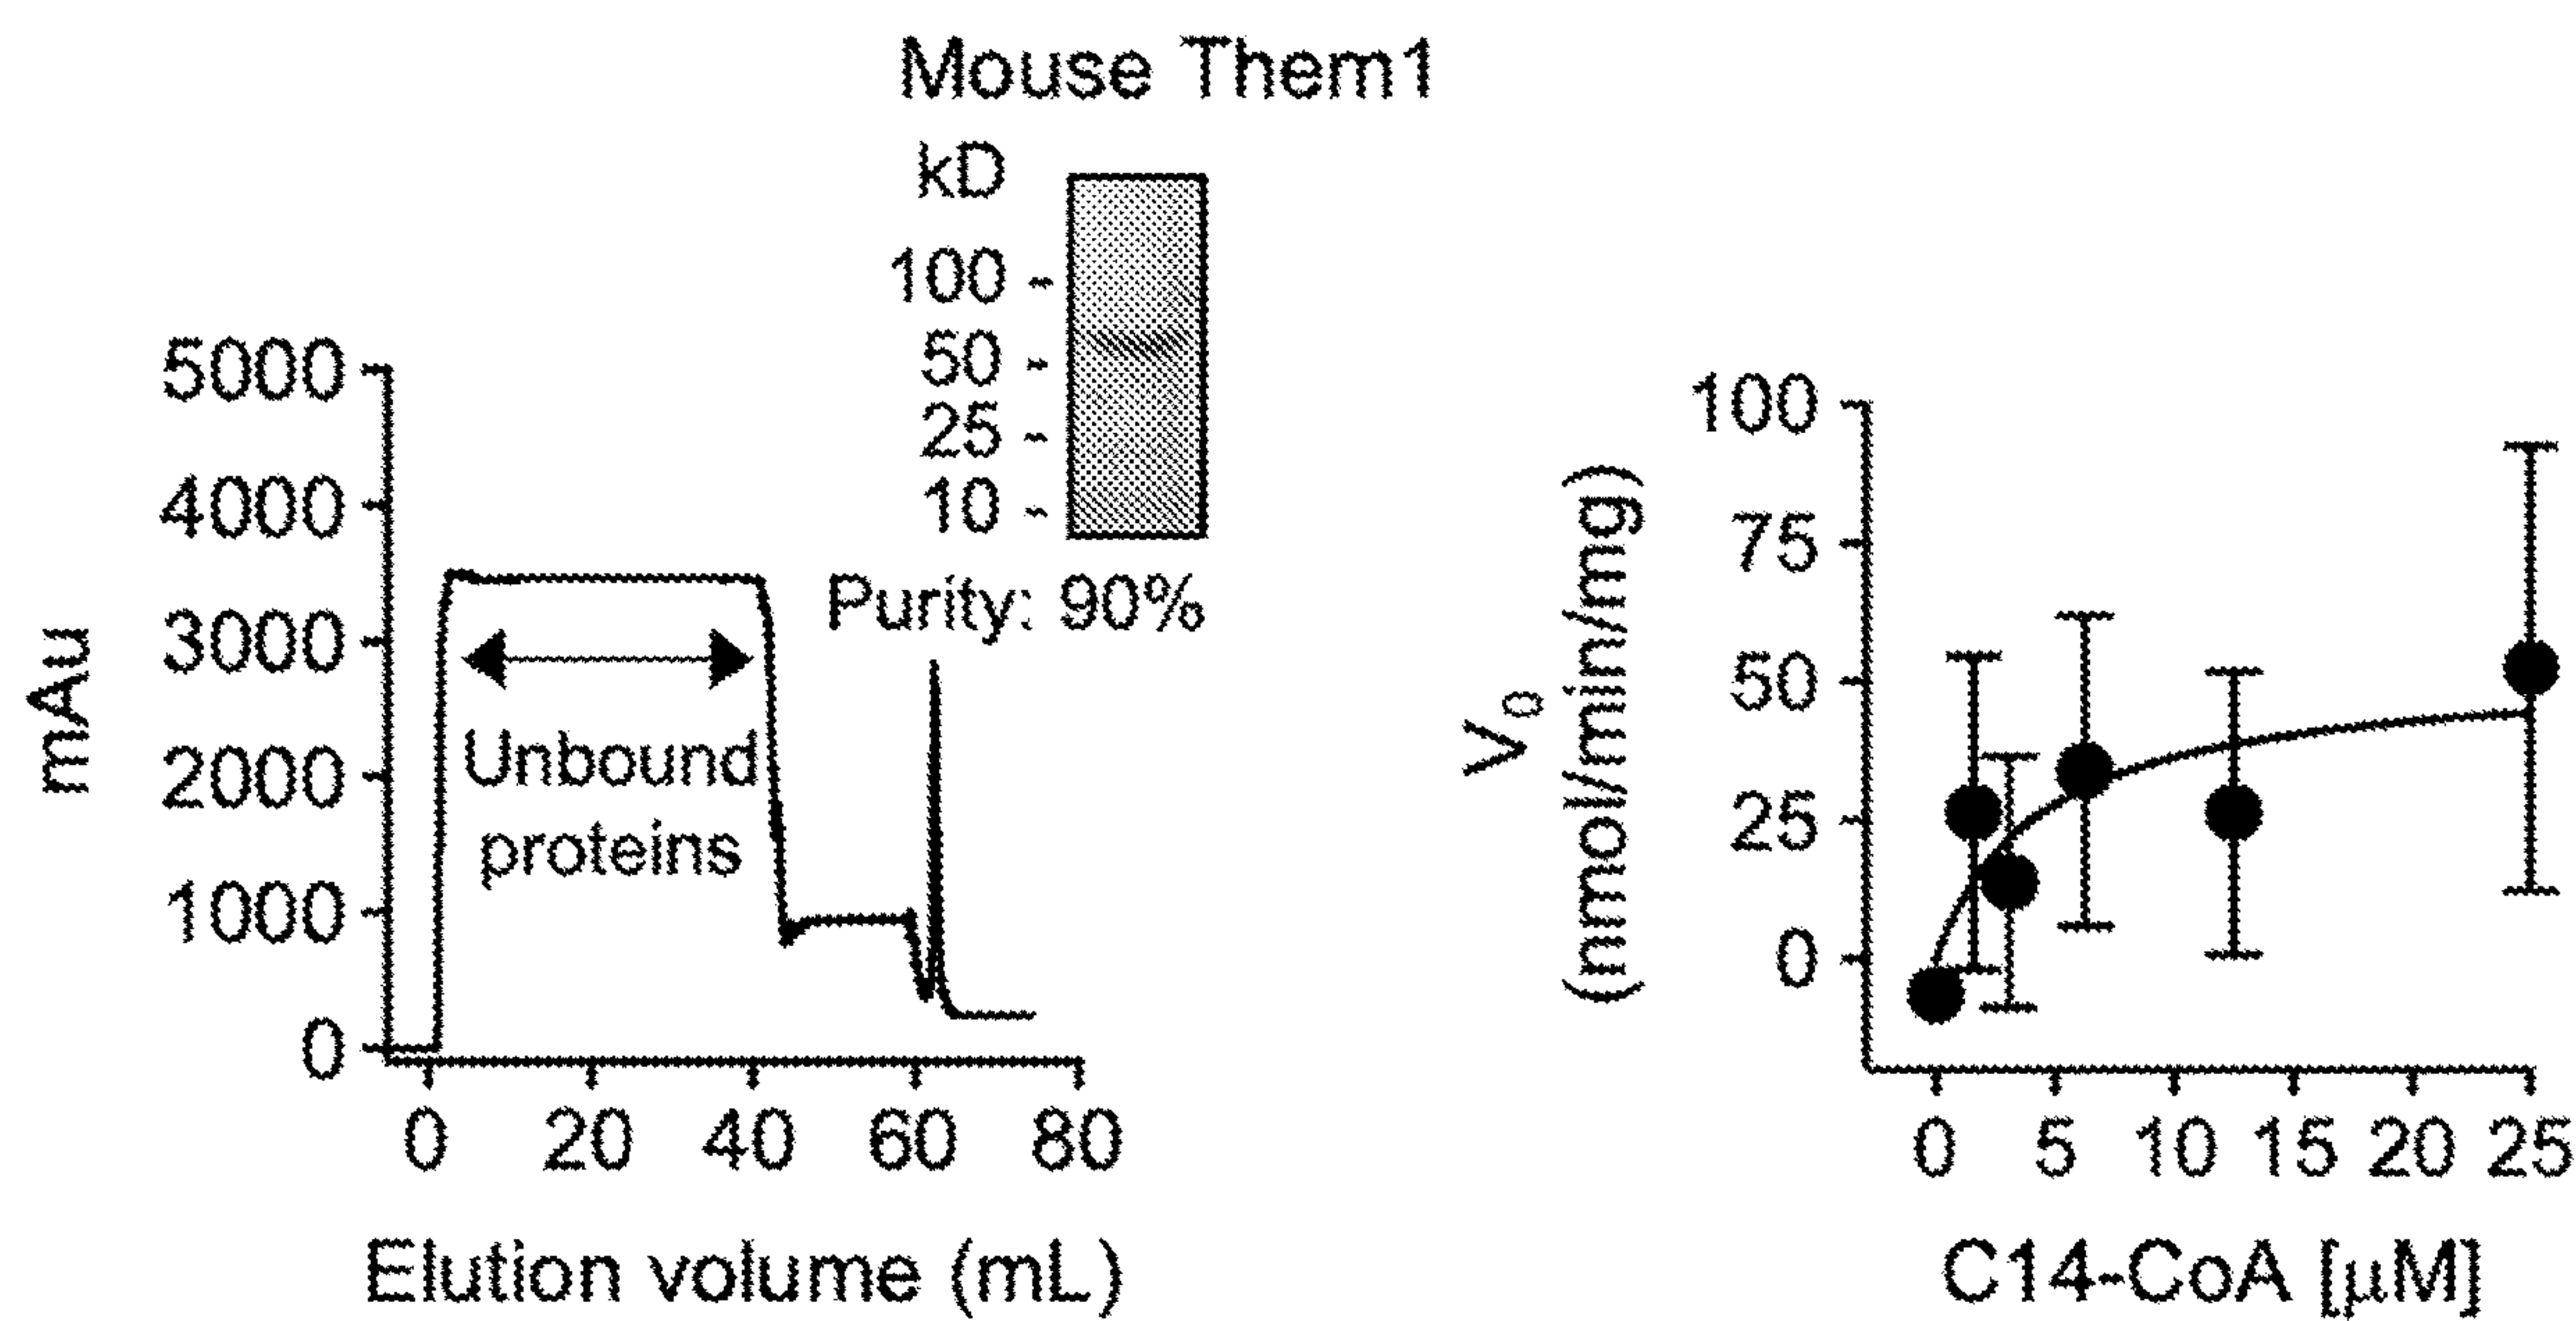 Mouse Them1
kD
100
50
25
10
Purity: 90%
mAu
5000
4000
3000
2000
1000
0
Unbound
proteins
0 20 40 60 80
Elution volume (mL)
V0
(nmol/min/mg)
100
75
50
25
0
0 5 10 15 20 25
C14-CoA [μM]